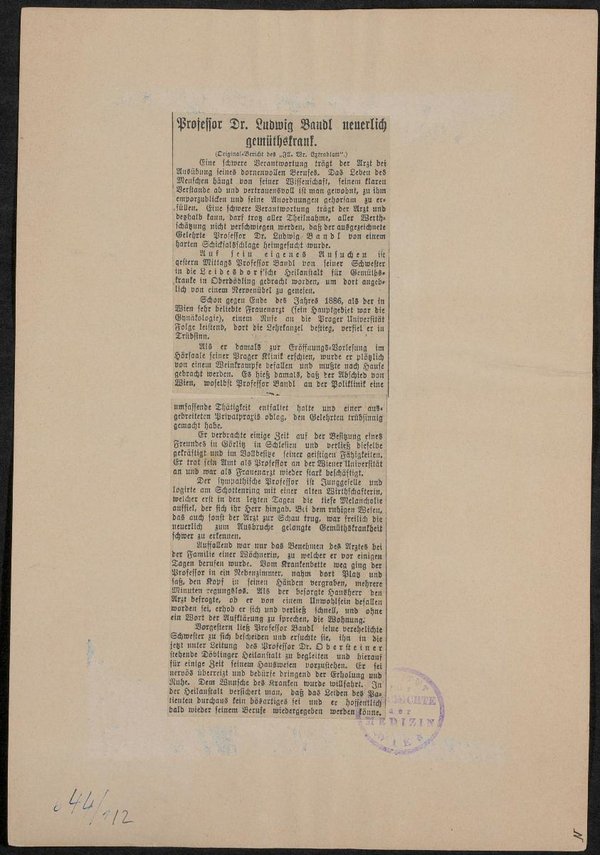 Professor Dr. Ludwig Bandl neuerlich
gemüthskrank.
(Original-Bericht des „Ill. Wr. Extrablatt“.)
Eine schwere Verantwortung trägt der Arzt bei
Ausübung seines dornenvollen Berufes. Das Leben des
Menschen hängt von seiner Wissenschaft, seinem klaren
Verstande ab und vertrauensvoll ist man gewohnt, zu ihm
emporzublicken und seine Anordnungen gehorsam zu er-
füllen. Eine schwere Verantwortung trägt der Arzt und
deshalb kann, darf trotz aller Theilnahme, aller Werth-
schätzung nicht verschwiegen werden, daß der ausgezeichnete
Gelehrte Professor Dr. Ludwig Bandl von einem
harten Schicksalsschlage heimgesucht wurde.
Auf sein eigenes Ansuchen ist
gestern Mittags Professor Bandl von seiner Schwester
in die Leidesdorf'sche Heilanstalt für Gemüths-
kranke in Oberdöbling gebracht worden, um dort angeb-
lich von einem Nervenübel zu genesen.
Schon gegen Ende des Jahres 1886, als der in
Wien sehr beliebte Frauenarzt (sein Hauptgebiet war die
Gynäkologie), einem Rufe an die Prager Universität
Folge leistend, dort die Lehrkanzel bestieg, verfiel er in
Trübsinn.
Als er damals zur Eröffnungs-Vorlesung im
Hörsaale seiner Prager Klinik erschien, wurde er plötzlich
von einem Weinkrampfe befallen und mußte nach Hause
gebracht werden. Es hieß damals, daß der Abschied von
Wien, woselbst Professor Bandl an der Poliklinik eine
umfassende Thätigkeit entfaltet hatte und einer aus-
gebreiteten Privatpraxis oblag, den Gelehrten trübsinnig
gemacht habe.
Er verbrachte einige Zeit auf der Besitzung eines
Freundes in Görlitz in Schlesien und verließ dieselbe
gekräftigt und im Vollbesitze seiner geistigen Fähigkeiten.
Er trat sein Amt als Professor an der Wiener Universität
an und war als Frauenarzt wieder stark beschäftigt.
Der sympathische Professor ist Junggeselle und
logirte am Schottenring mit einer alten Wirthschafterin,
welcher erst in den letzten Tagen die tiefe Melancholie
auffiel, der sich ihr Herr hingab. Bei dem ruhigen Wesen,
das auch sonst der Arzt zur Schau trug, war freilich die
neuerlich zum Ausbruche gelangte Gemüthskrankheit
schwer zu erkennen.
Auffallend war nur das Benehmen des Arztes bei
der Familie einer Wöchnerin, zu welcher er vor einigen
Tagen berufen wurde. Vom Krankenbette weg ging der
Professor in ein Nebenzimmer, nahm dort Platz und
saß, den Kopf in seinen Händen vergraben, mehrere
Minuten regungslos. Als der besorgte Hausherr den
Arzt befragte, ob er von einem Unwohlsein befallen
worden sei, erhob er sich und verließ schnell, und ohne
ein Wort der Aufklärung zu sprechen, die Wohnung.
Vorgestern ließ Professor Bandl seine verehelichte
Schwester zu sich bescheiden und ersuchte sie, ihn in die
jetzt unter Leitung des Professor Dr. Obersteiner
stehende Döblinger Heilanstalt zu begleiten und hierauf
für einige Zeit seinem Hauswesen vorzustehen. Er sei
nervös überreizt und bedürfe dringend der Erholung und
Ruhe. Dem Wunsche des Kranken wurde willfahrt. In
der Heilanstalt versichert man, daß das Leiden des Pa-
tienten durchaus kein bösartiges sei und er hoffentlich
bald wieder seinem Berufe wiedergegeben werden könne.
der
MEDIZIN
WIEN
644/112
N